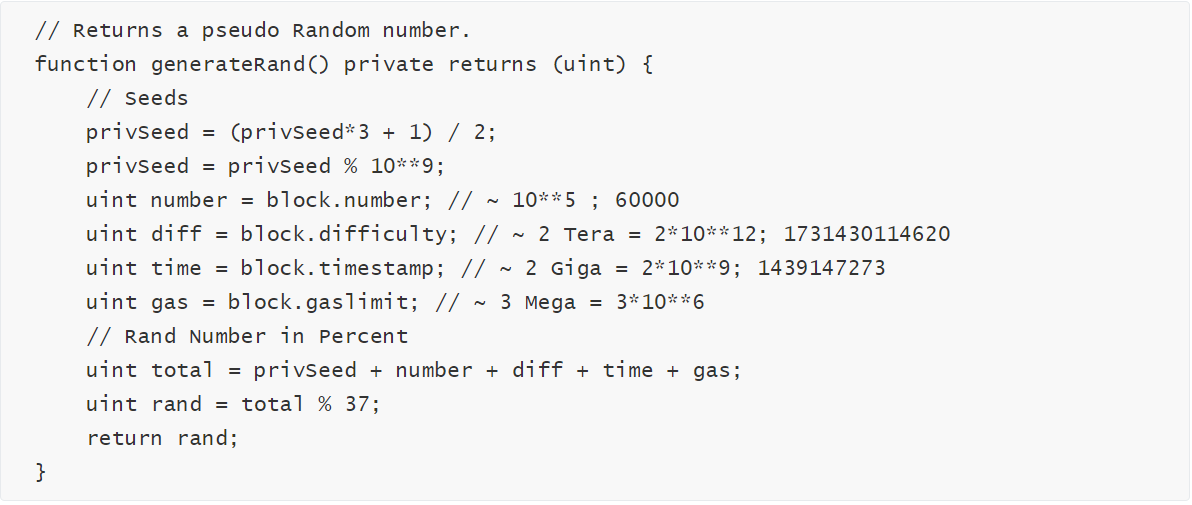 // Returns a pseudo Random number.
function generateRand() private returns (uint) {
// Seeds
privSeed = (privSeed*3 + 1) / 2;
privSeed = privSeed % 10**9;
uint number = block.number; // ~ 10**5 ; 60000
uint diff = block.difficulty; // ~ 2 Tera = 2*10**12; 1731430114620
uint time = block.timestamp; // ~ 2 Giga = 2*10**9; 1439147273
uint gas = block.gaslimit; // ~ 3 Mega = 3*10**6
// Rand Number in Percent
uint total = privSeed + number + diff + time + gas;
uint rand = total % 37;
return rand;
}